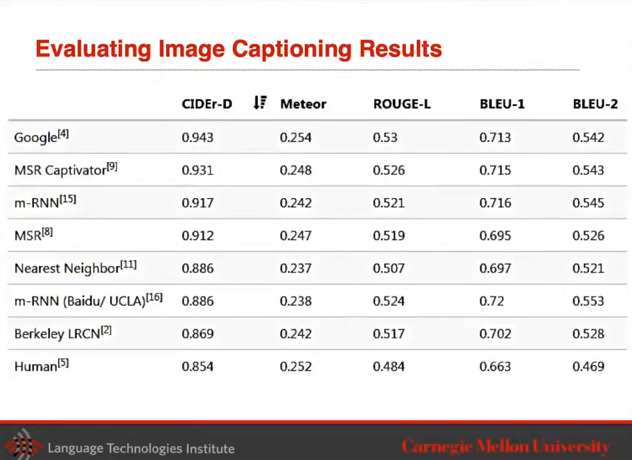 Evaluating Image Captioning Results
CIDEr-D Meteor ROUGE-L BLEU-1 BLEU-2
Google[4] 0.943 0.254 0.53 0.713 0.542
MSR Captivator[9] 0.931 0.248 0.526 0.715 0.543
m-RNN[15] 0.917 0.242 0.521 0.716 0.545
MSR[8] 0.912 0.247 0.519 0.695 0.526
Nearest Neighbor[11] 0.886 0.237 0.507 0.697 0.521
m-RNN (Baidu/ UCLA)[16] 0.886 0.238 0.524 0.72 0.553
Berkeley LRCN[2] 0.869 0.242 0.517 0.702 0.528
Human[5] 0.854 0.252 0.484 0.663 0.469
Language Technologies Institute Carnegie Mellon University